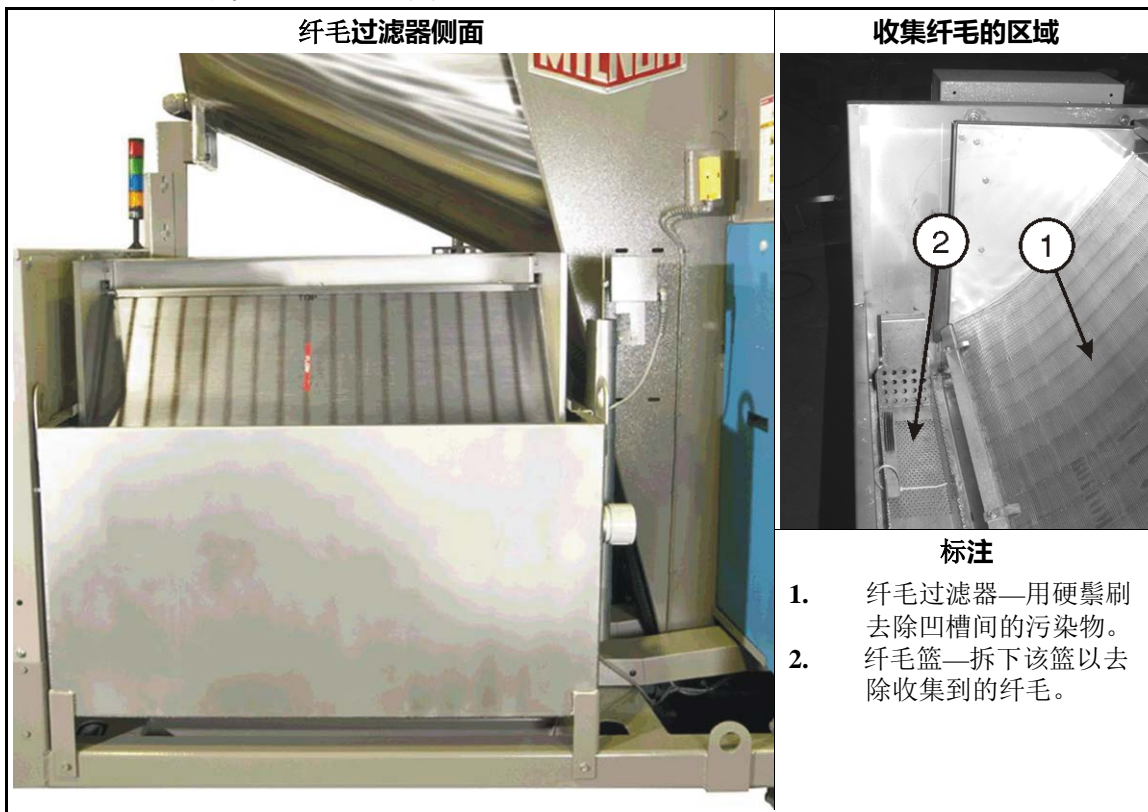 纤毛过滤器侧面
收集纤毛的区域
TOP
2
1
标注
1. 纤毛过滤器—用硬鬃刷
去除凹槽间的污染物。
2. 纤毛篮—拆下该篮以去
除收集到的纤毛。